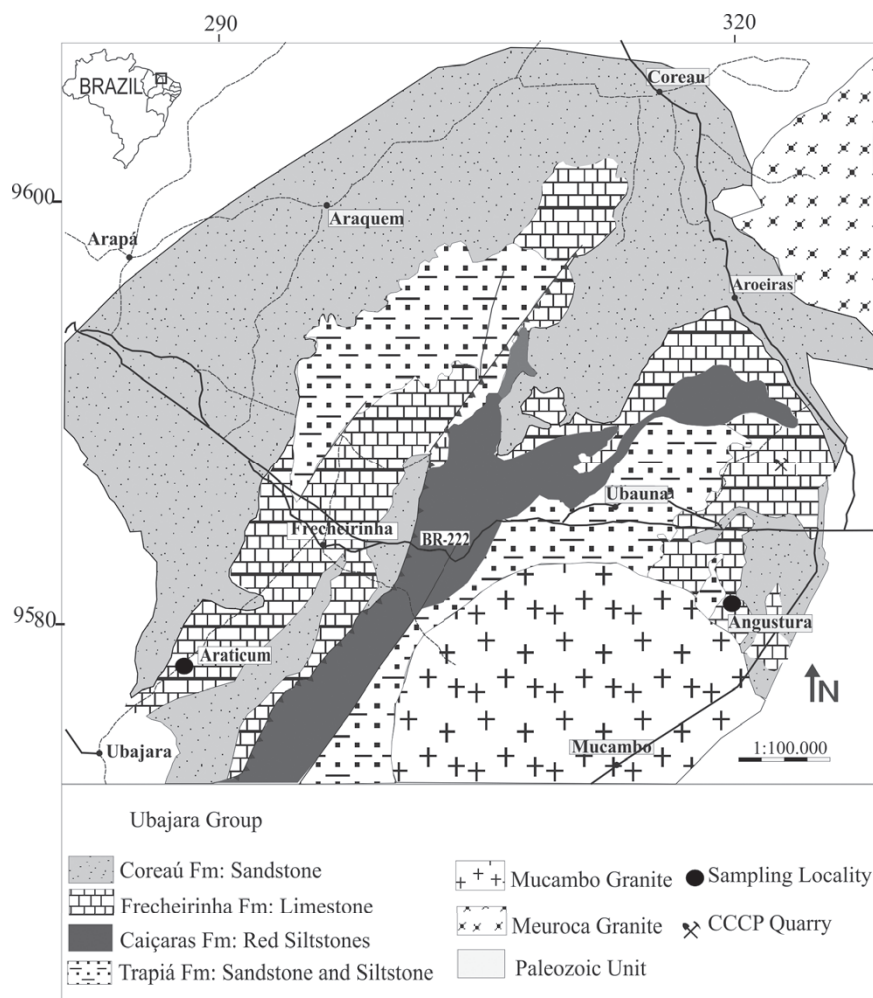 290
320
BRAZIL
Coreau
9600
Araquem
Arapá
Aroeiras
Ubauna
Frecheirinha
BR-222
9580
Angustura
Araticum
N
Ubajara
Mucambo
1:100.000
Ubajara Group
Coreaú Fm: Sandstone
Frecheirinha Fm: Limestone
Caiçaras Fm: Red Siltstones
Trapiá Fm: Sandstone and Siltstone
Mucambo Granite
Meuroca Granite
Paleozoic Unit
Sampling Locality
CCCP Quarry